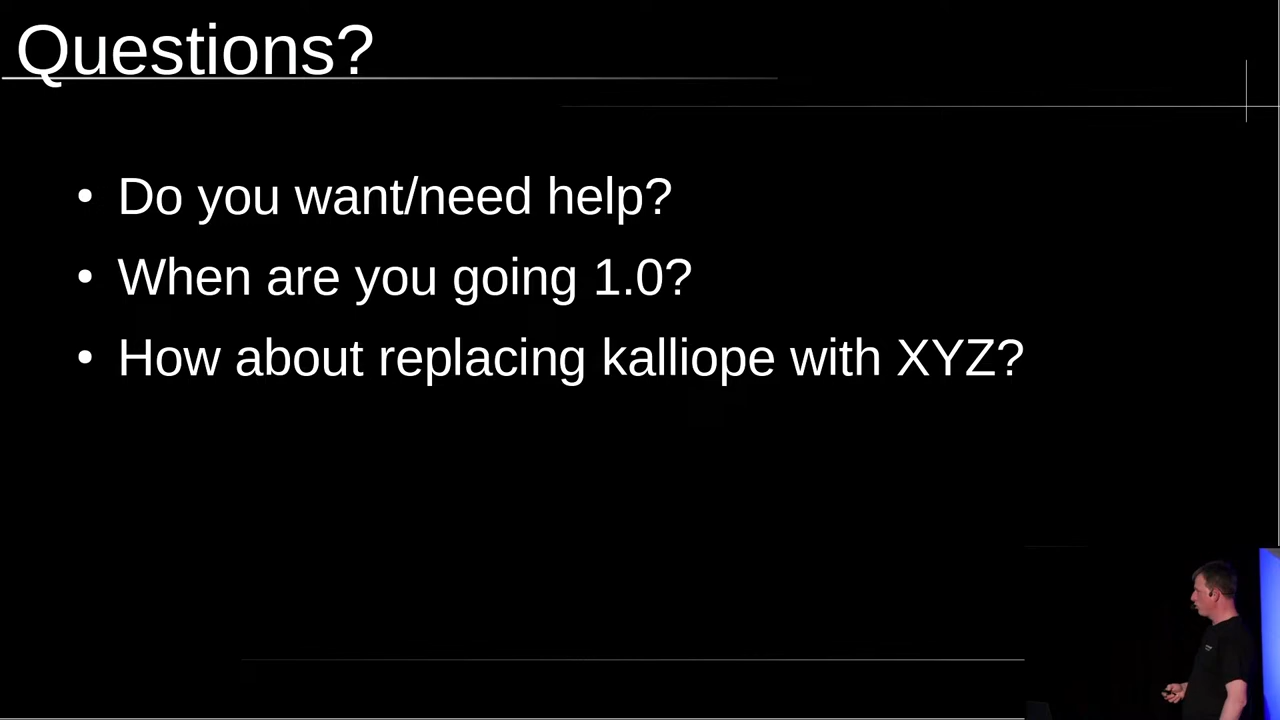 Questions?
• Do you want/need help?
• When are you going 1.0?
• How about replacing kalliope with XYZ?